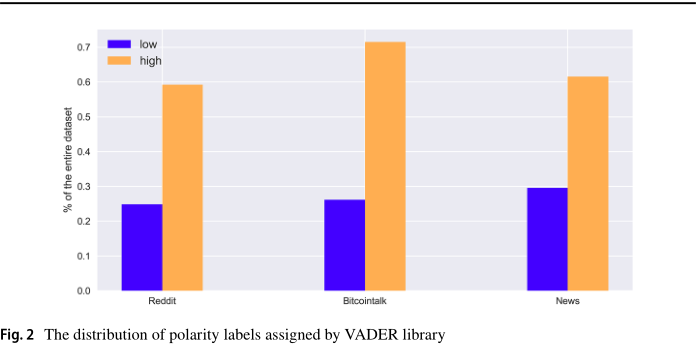 low
high
0.7
0.6
0.5
0.4
0.3
0.2
0.1
0.0
% of the entire dataset
Reddit Bitcointalk News
Fig. 2 The distribution of polarity labels assigned by VADER library